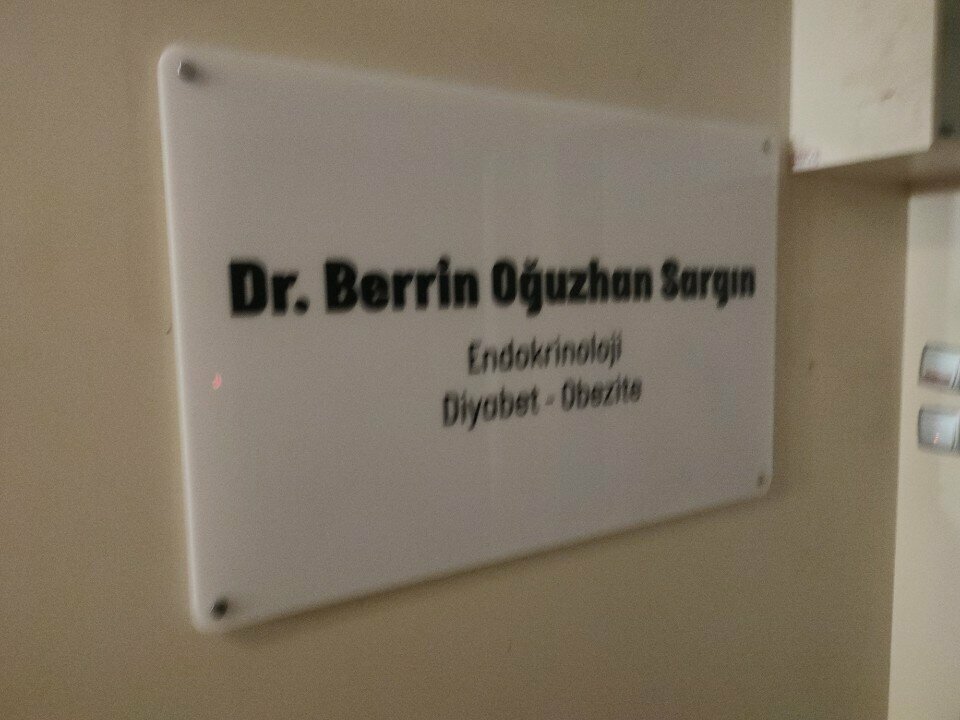 Dr. Berrin Oğuzhan Sargın
Endokrinoloji
Diyabet - Obezite